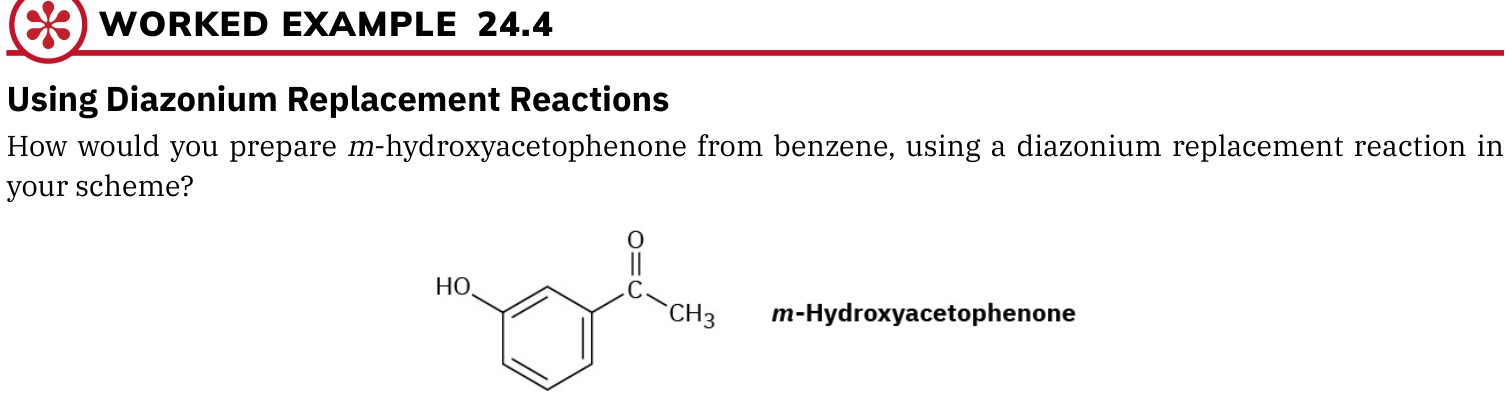 WORKED EXAMPLE 24.4
Using Diazonium Replacement Reactions
How would you prepare m-hydroxyacetophenone from benzene, using a diazonium replacement reaction in
your scheme?
O
HO
C
CH3
m-Hydroxyacetophenone